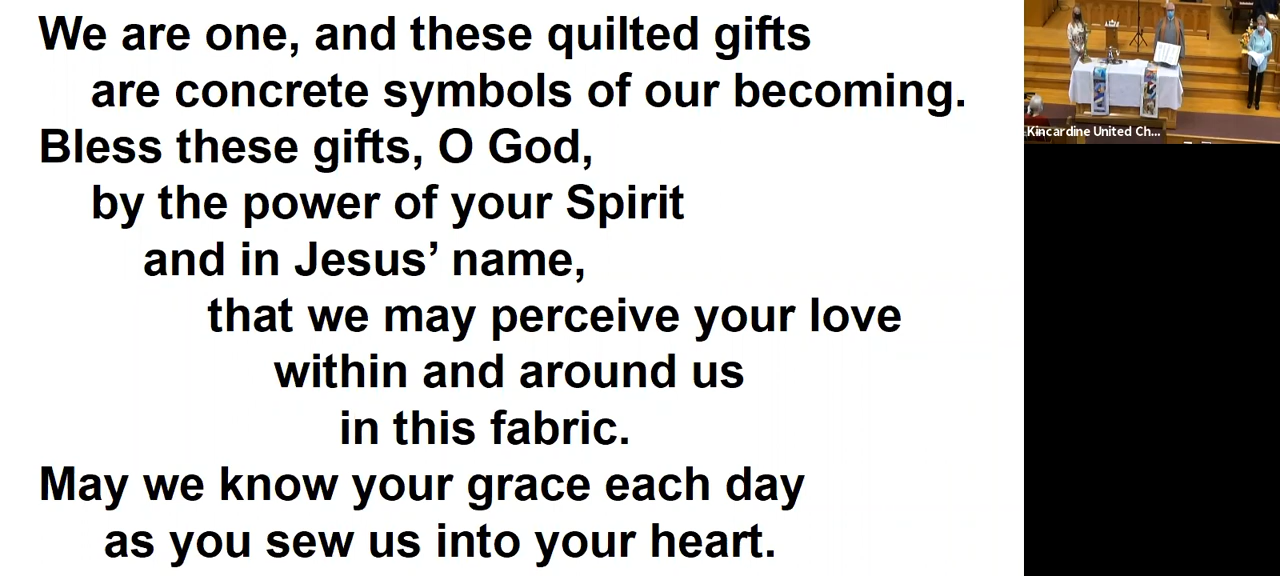 We are one, and these quilted gifts
are concrete symbols of our becoming.
Bless these gifts, O God,
by the power of your Spirit
and in Jesus’ name,
that we may perceive your love
within and around us
in this fabric.
May we know your grace each day
as you sew us into your heart.
Kincardine United Ch...